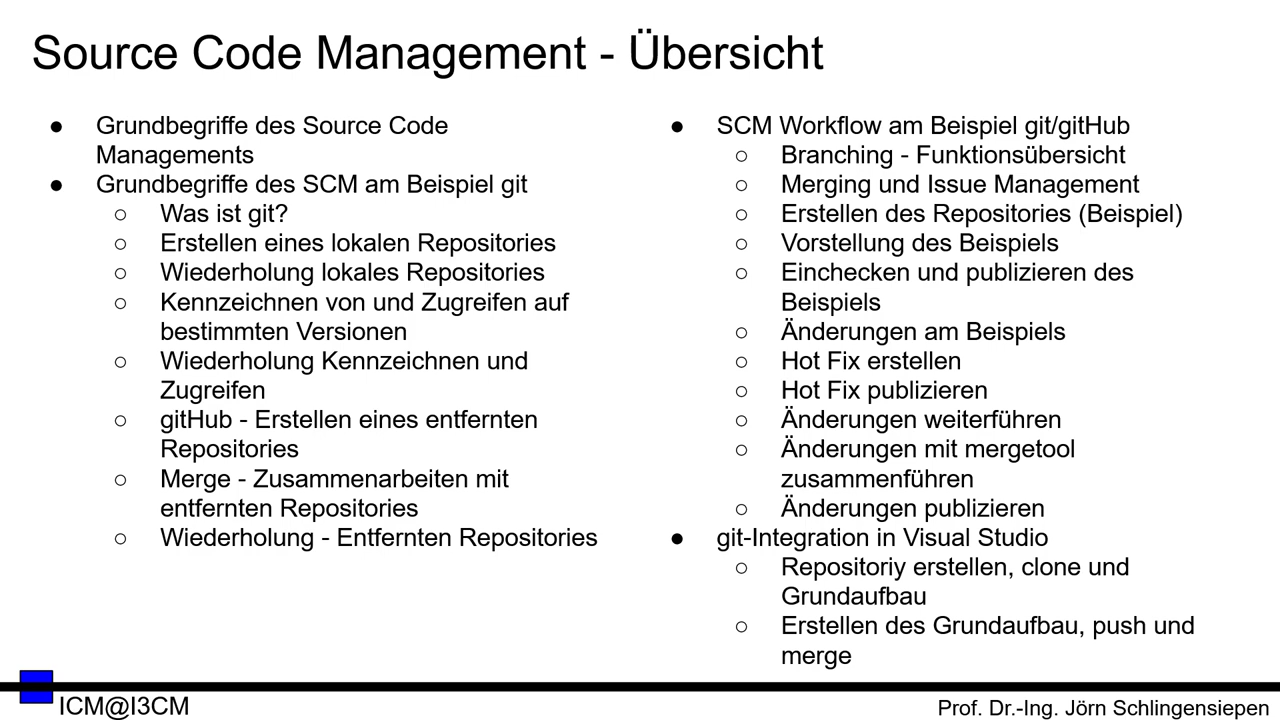 Source Code Management - Übersicht
● Grundbegriffe des Source Code
Managements
● Grundbegriffe des SCM am Beispiel git
○ Was ist git?
○ Erstellen eines lokalen Repositories
○ Wiederholung lokales Repositories
○ Kennzeichnen von und Zugreifen auf
bestimmten Versionen
○ Wiederholung Kennzeichnen und
Zugreifen
○ gitHub - Erstellen eines entfernten
Repositories
○ Merge - Zusammenarbeiten mit
entfernten Repositories
○ Wiederholung - Entfernten Repositories
● SCM Workflow am Beispiel git/gitHub
○ Branching - Funktionsübersicht
○ Merging und Issue Management
○ Erstellen des Repositories (Beispiel)
○ Vorstellung des Beispiels
○ Einchecken und publizieren des
Beispiels
○ Änderungen am Beispiels
○ Hot Fix erstellen
○ Hot Fix publizieren
○ Änderungen weiterführen
○ Änderungen mit mergetool
zusammenführen
○ Änderungen publizieren
● git-Integration in Visual Studio
○ Repositoriy erstellen, clone und
Grundaufbau
○ Erstellen des Grundaufbau, push und
merge
ICM@I3CM
Prof. Dr.-Ing. Jörn Schlingensiepen